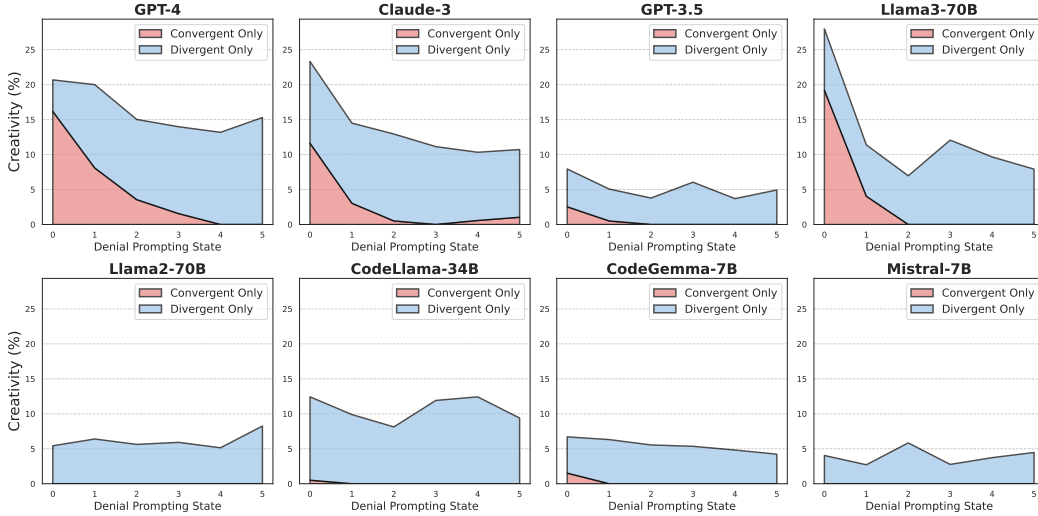 GPT-4
Creativity (%)
25
20
15
10
5
0
Convergent Only
Divergent Only
0 1 2 3 4 5
Denial Prompting State
Claude-3
25
20
15
10
5
0
Convergent Only
Divergent Only
0 1 2 3 4 5
Denial Prompting State
GPT-3.5
25
20
15
10
5
0
Convergent Only
Divergent Only
0 1 2 3 4 5
Denial Prompting State
Llama3-70B
25
20
15
10
5
0
Convergent Only
Divergent Only
0 1 2 3 4 5
Denial Prompting State
Llama2-70B
Creativity (%)
25
20
15
10
5
0
Convergent Only
Divergent Only
0 1 2 3 4 5
Denial Prompting State
CodeLlama-34B
25
20
15
10
5
0
Convergent Only
Divergent Only
0 1 2 3 4 5
Denial Prompting State
CodeGemma-7B
25
20
15
10
5
0
Convergent Only
Divergent Only
0 1 2 3 4 5
Denial Prompting State
Mistral-7B
25
20
15
10
5
0
Convergent Only
Divergent Only
0 1 2 3 4 5
Denial Prompting State